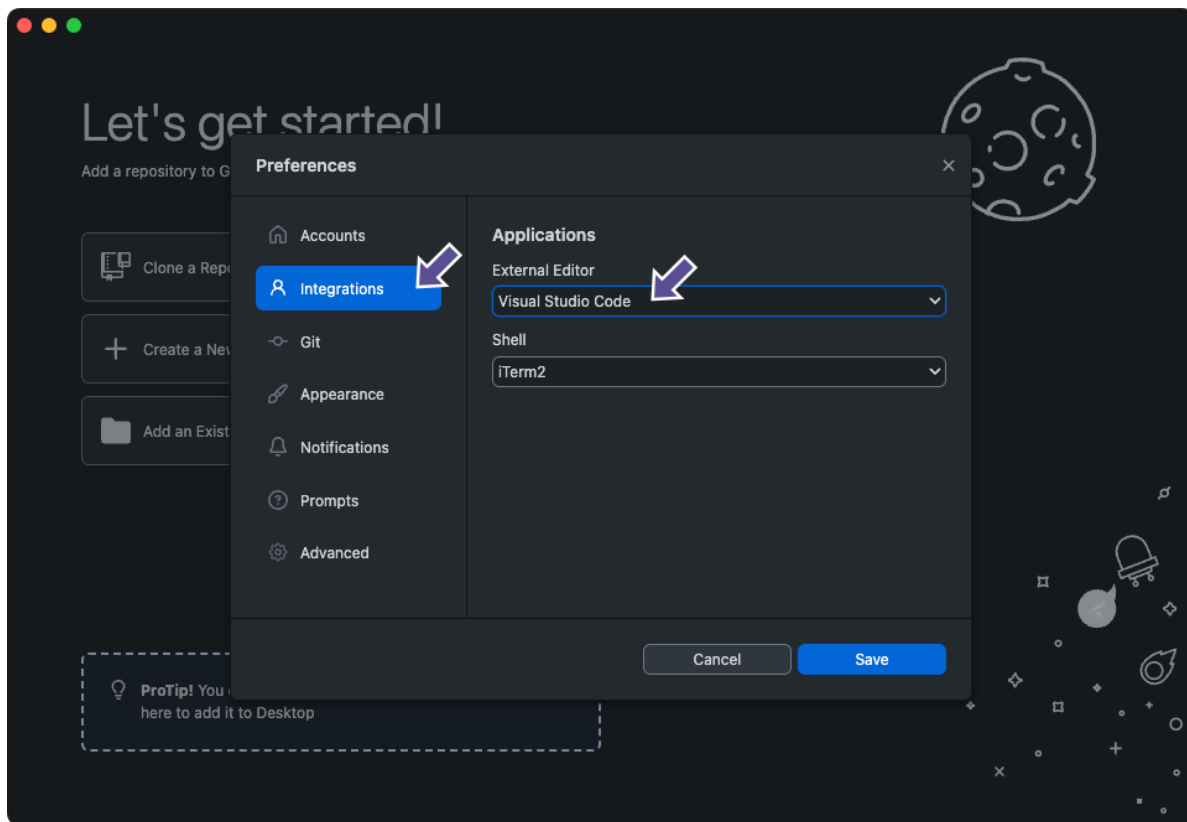 Let's get started!
Add a repository to G
Preferences
Accounts
Integrations
Git
Appearance
Notifications
Prompts
Advanced
Applications
External Editor
Visual Studio Code
Shell
iTerm2
Cancel
Save
Clone a Repo
Create a New
Add an Exist
ProTip! You
here to add it to Desktop